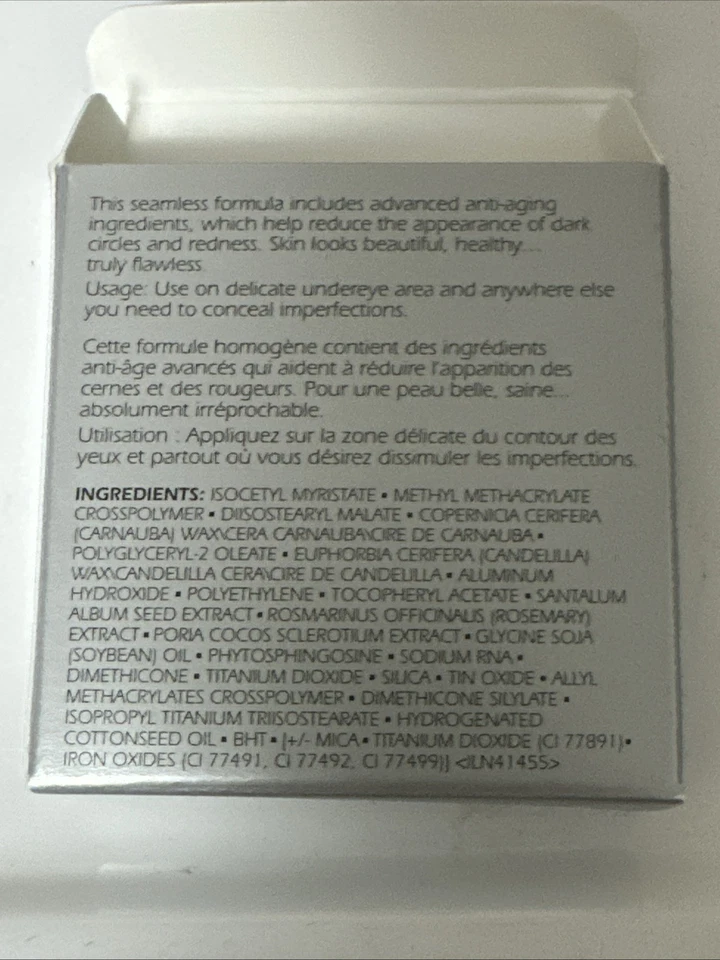 This seamless formula includes advanced anti-aging
ingredients, which help reduce the appearance of dark
circles and redness. Skin looks beautiful, healthy...
truly flawless.
Usage: Use on delicate undereye area and anywhere else
you need to conceal imperfections.
Cette formule homogène contient des ingrédients
anti-âge avancés qui aident à réduire l'apparition des
cernes et des rougeurs. Pour une peau belle, saine...
absolument irréprochable.
Utilisation : Appliquez sur la zone délicate du contour des
yeux et partout où vous désirez dissimuler les imperfections.
INGREDIENTS: ISOCETYL MYRISTATE • METHYL METHACRYLATE
CROSSPOLYMER • DIISOSTEARYL MALATE • COPERNICIA CERIFERA
(CARNAUBA) WAX\CERA CARNAUBA\CIRE DE CARNAUBA •
POLYGLYCERYL-2 OLEATE • EUPHORBIA CERIFERA (CANDELILLA)
WAX\CANDELILLA CERA\CIRE DE CANDELILLA • ALUMINUM
HYDROXIDE • POLYETHYLENE • TOCOPHERYL ACETATE • SANTALUM
ALBUM SEED EXTRACT • ROSMARINUS OFFICINALIS (ROSEMARY)
EXTRACT • PORIA COCOS SCLEROTIUM EXTRACT • GLYCINE SOJA
(SOYBEAN) OIL • PHYTOSPHINGOSINE • SODIUM RNA •
DIMETHICONE • TITANIUM DIOXIDE • SILICA • TIN OXIDE • ALLYL
METHACRYLATES CROSSPOLYMER • DIMETHICONE SILYLATE •
ISOPROPYL TITANIUM TRIISOSTEARATE • HYDROGENATED
COTTONSEED OIL • BHT • [+/- MICA • TITANIUM DIOXIDE (CI 77891) •
IRON OXIDES (CI 77491, CI 77492, CI 77499)] <ILN41455>